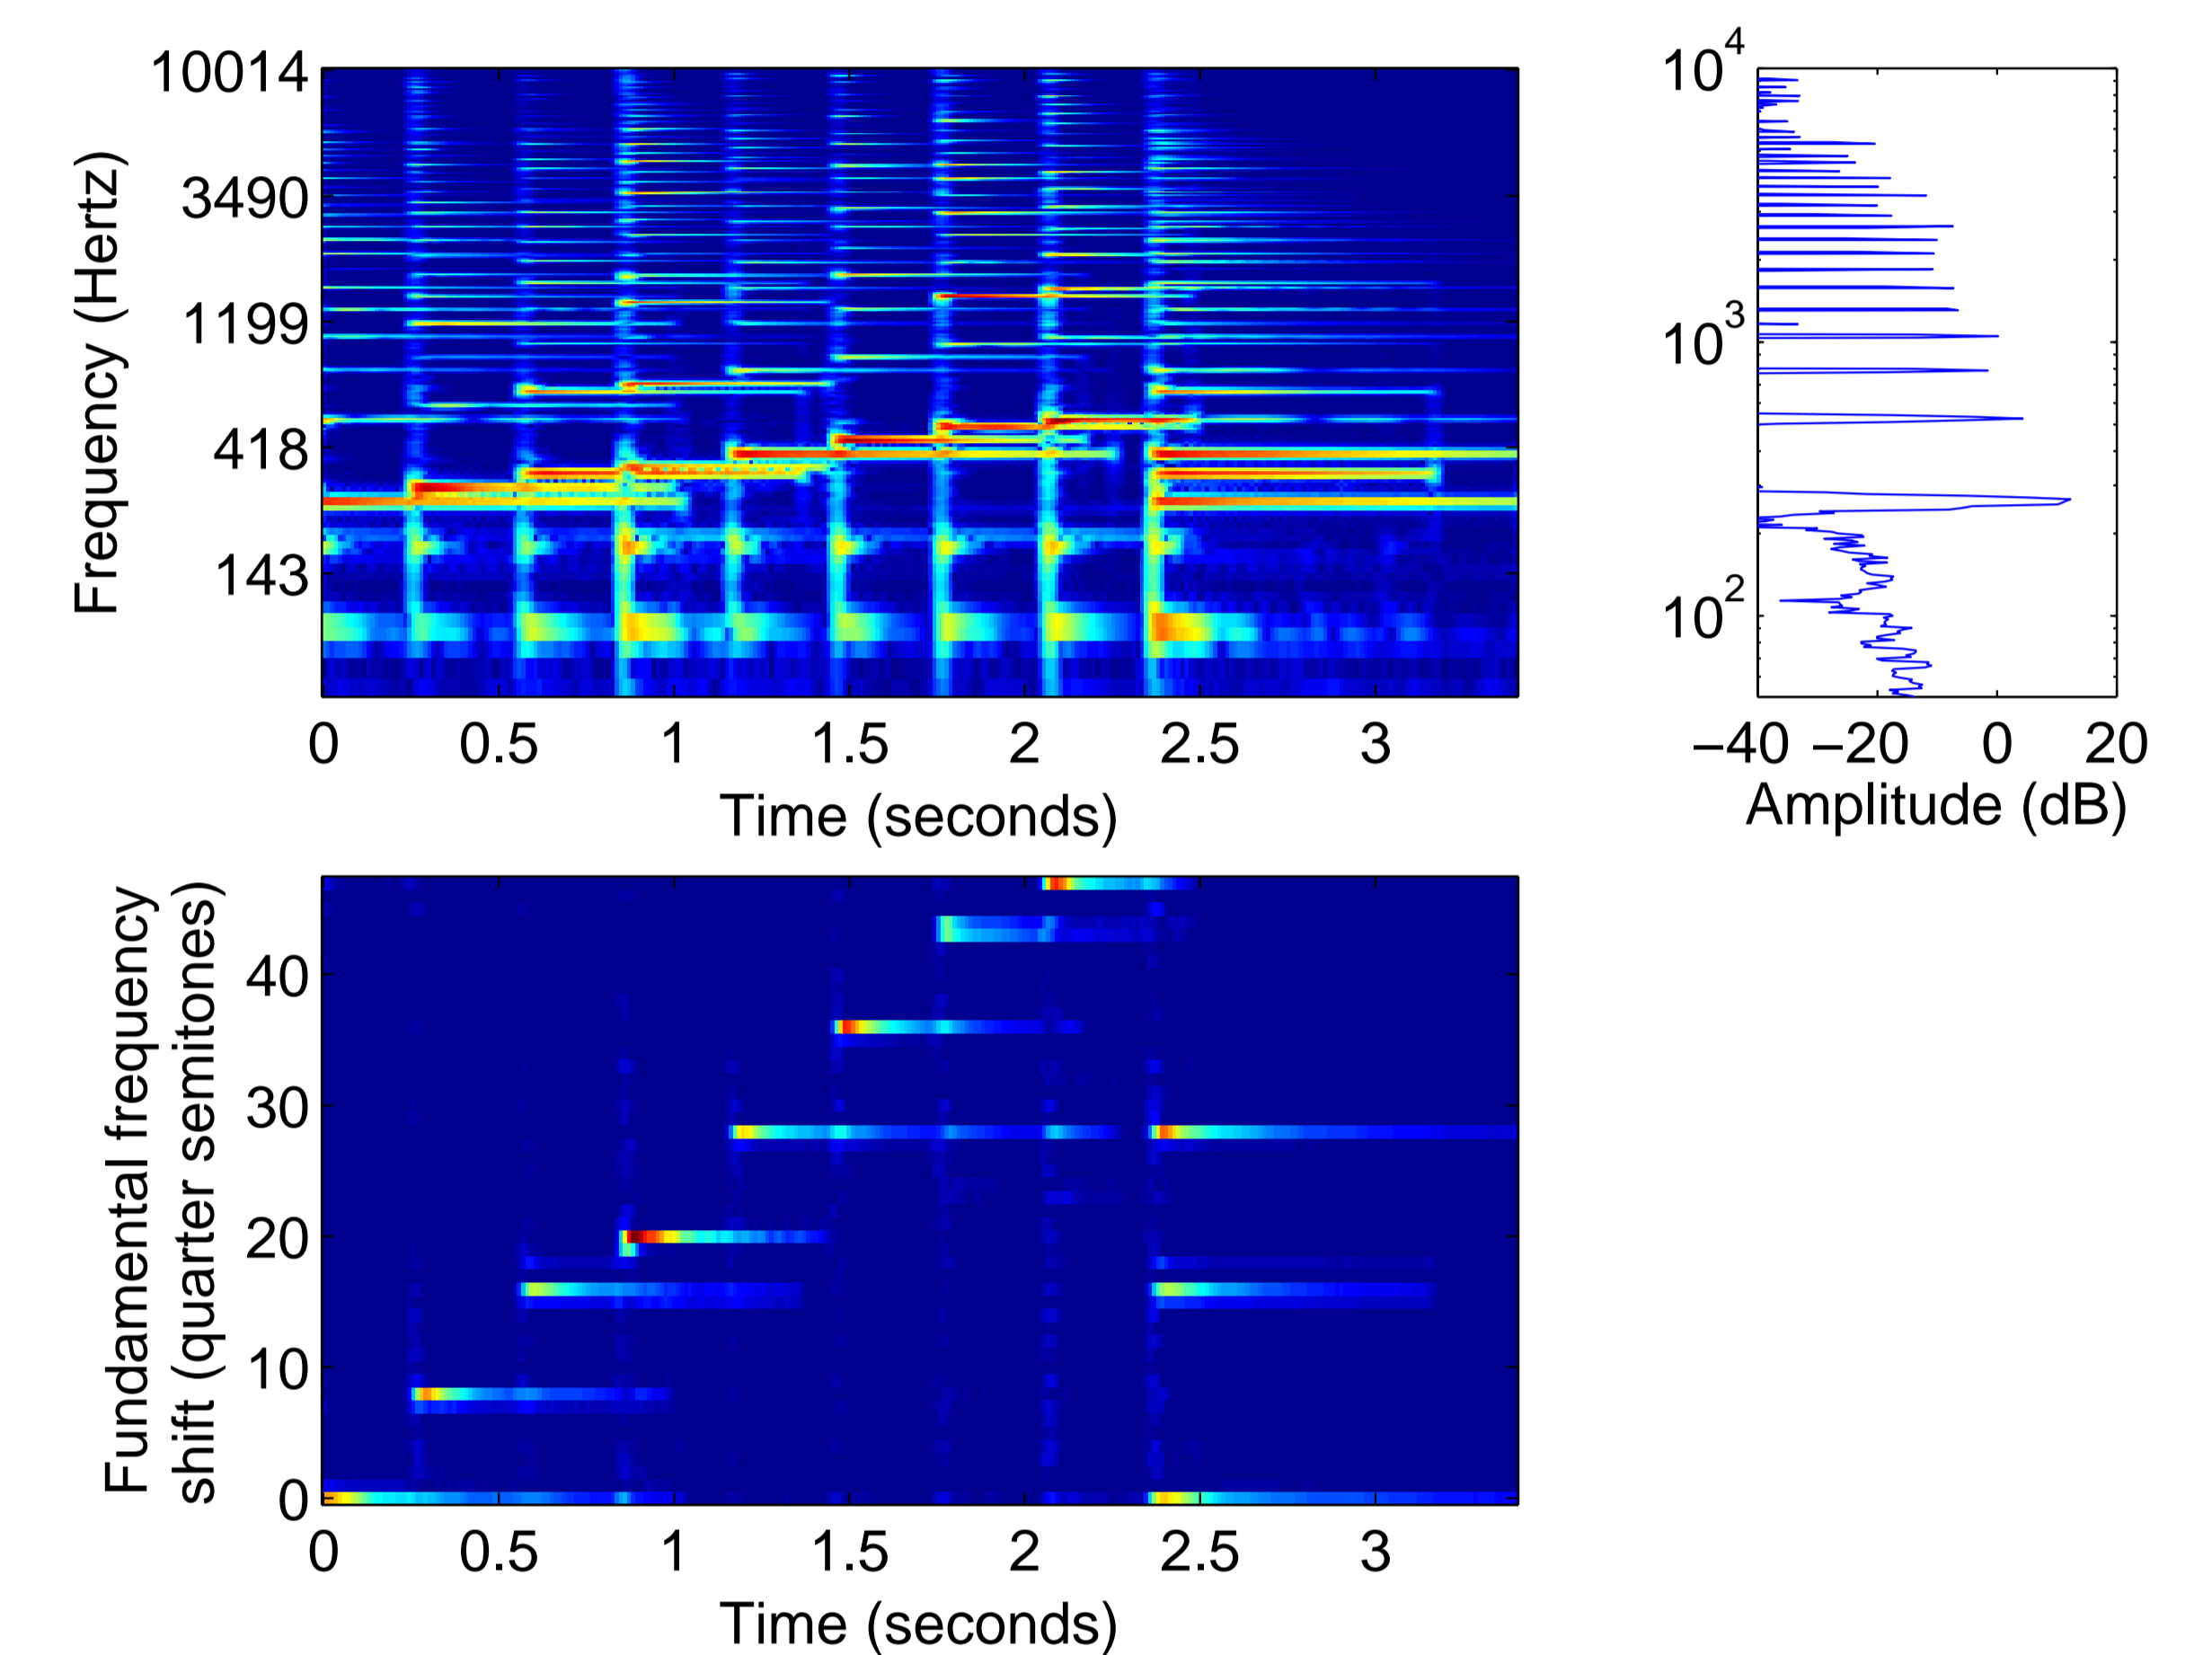 10014
3490
1199
418
143
Frequency (Hertz)
0 0.5 1 1.5 2 2.5 3
Time (seconds)
10^4
10^3
10^2
−40 −20 0 20
Amplitude (dB)
40
30
20
10
0
Fundamental frequency
shift (quarter semitones)
0 0.5 1 1.5 2 2.5 3
Time (seconds)